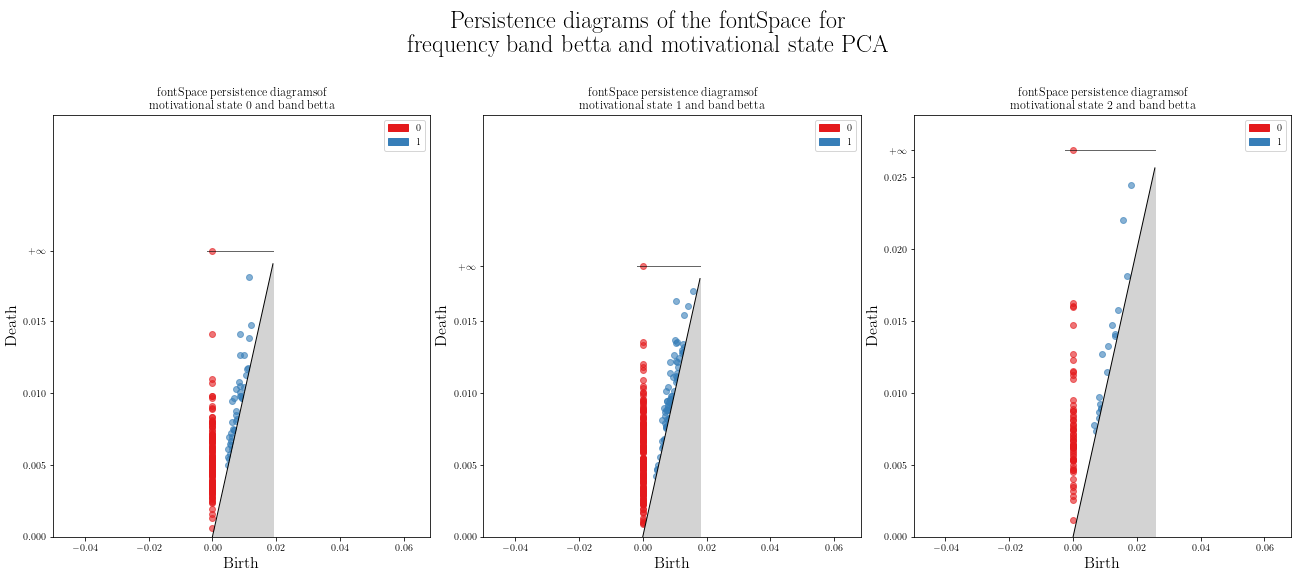 Persistence diagrams of the fontSpace for
frequency band betta and motivational state PCA
fontSpace persistence diagramsof
motivational state 0 and band betta
0
1
+∞
0.015
0.010
0.005
0.000
Death
−0.04
−0.02
0.00
0.02
0.04
0.06
Birth
fontSpace persistence diagramsof
motivational state 1 and band betta
0
1
+∞
0.015
0.010
0.005
0.000
Death
−0.04
−0.02
0.00
0.02
0.04
0.06
Birth
fontSpace persistence diagramsof
motivational state 2 and band betta
0
1
+∞
0.025
0.020
0.015
0.010
0.005
0.000
Death
−0.04
−0.02
0.00
0.02
0.04
0.06
Birth